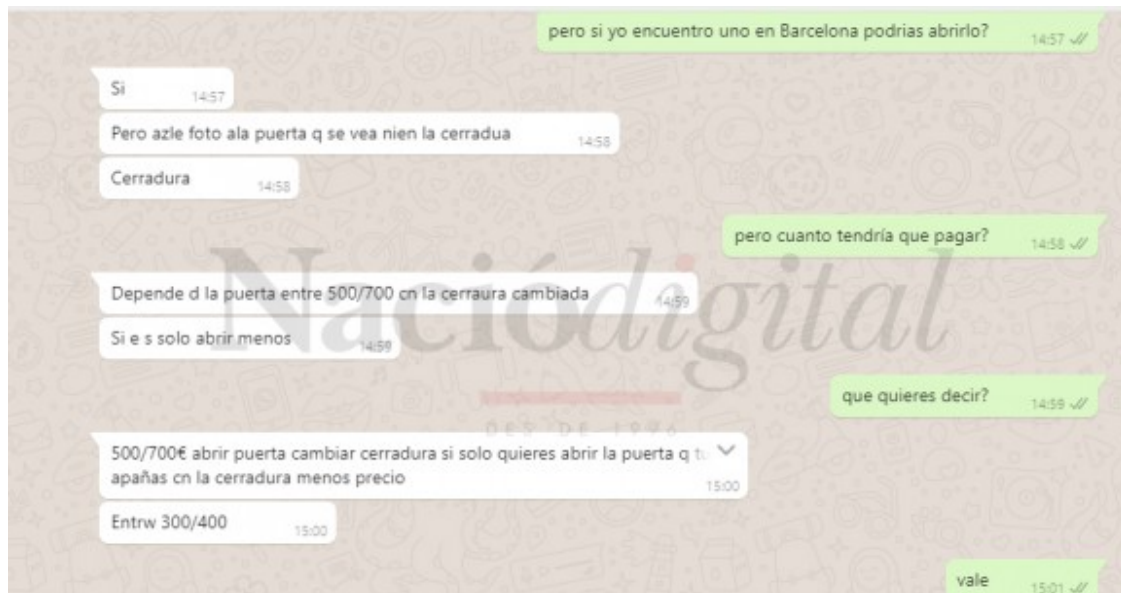 pero si yo encuentro uno en Barcelona podrias abrirlo?
14:57
Si
14:57
Pero azle foto ala puerta q se vea nien la cerradua
14:58
Cerradura
14:58
pero cuanto tendría que pagar?
14:58
Naciódigital
Depende d la puerta entre 500/700 cn la cerraura cambiada
14:59
Si e s solo abrir menos
14:59
que quieres decir?
14:59
DES DE 1996
500/700€ abrir puerta cambiar cerradura si solo quieres abrir la puerta q tu
apañas cn la cerradura menos precio
15:00
Entrw 300/400
15:00
vale
15:01